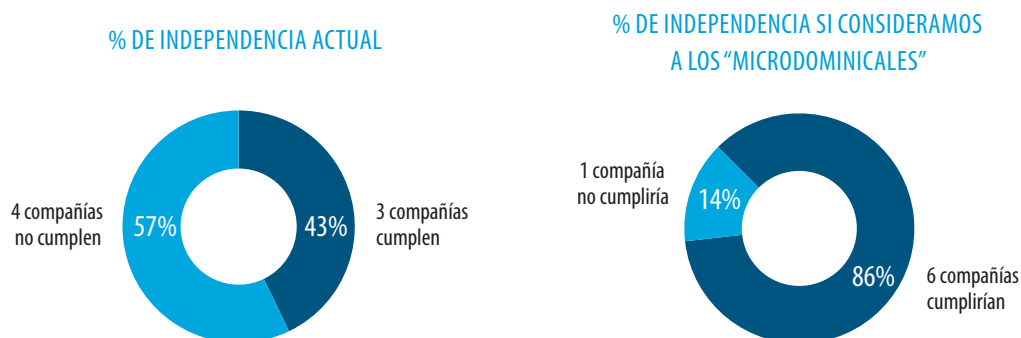 % DE INDEPENDENCIA ACTUAL
4 compañías
no cumplen
57%
43%
3 compañías
cumplen
% DE INDEPENDENCIA SI CONSIDERAMOS
A LOS “MICRODOMINICALES”
1 compañía
no cumpliría
14%
86%
6 compañías
cumplirían